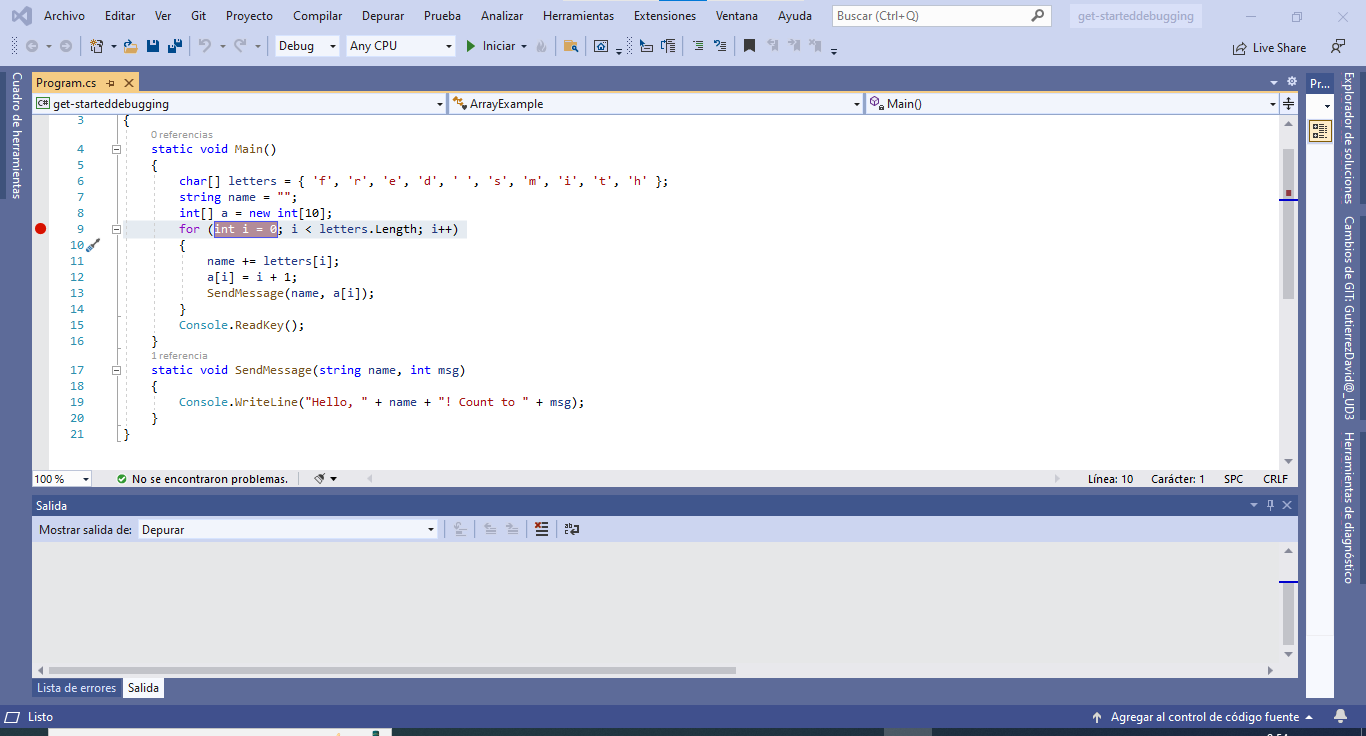 Archivo Editar Ver Git Proyecto Compilar Depurar Prueba Analizar Herramientas Extensiones Ventana Ayuda Buscar (Ctrl+Q) get-starteddebugging
Debug Any CPU Iniciar Live Share
Cuadro de herramientas
Program.cs
get-starteddebugging ArrayExample Main()
3 {
0 referencias
4 static void Main()
5 {
6 char[] letters = { 'f', 'r', 'e', 'd', ' ', 's', 'm', 'i', 't', 'h' };
7 string name = "";
8 int[] a = new int[10];
9 for (int i = 0; i < letters.Length; i++)
10 {
11 name += letters[i];
12 a[i] = i + 1;
13 SendMessage(name, a[i]);
14 }
15 Console.ReadKey();
16 }
1 referencia
17 static void SendMessage(string name, int msg)
18 {
19 Console.WriteLine("Hello, " + name + "! Count to " + msg);
20 }
21 }
100 % No se encontraron problemas. Línea: 10 Carácter: 1 SPC CRLF
Salida
Mostrar salida de: Depurar
Lista de errores Salida
Pr...
Explorador de soluciones
Cambios de GIT: GutierrezDavid@_UD3
Herramientas de diagnóstico
Listo Agregar al control de código fuente